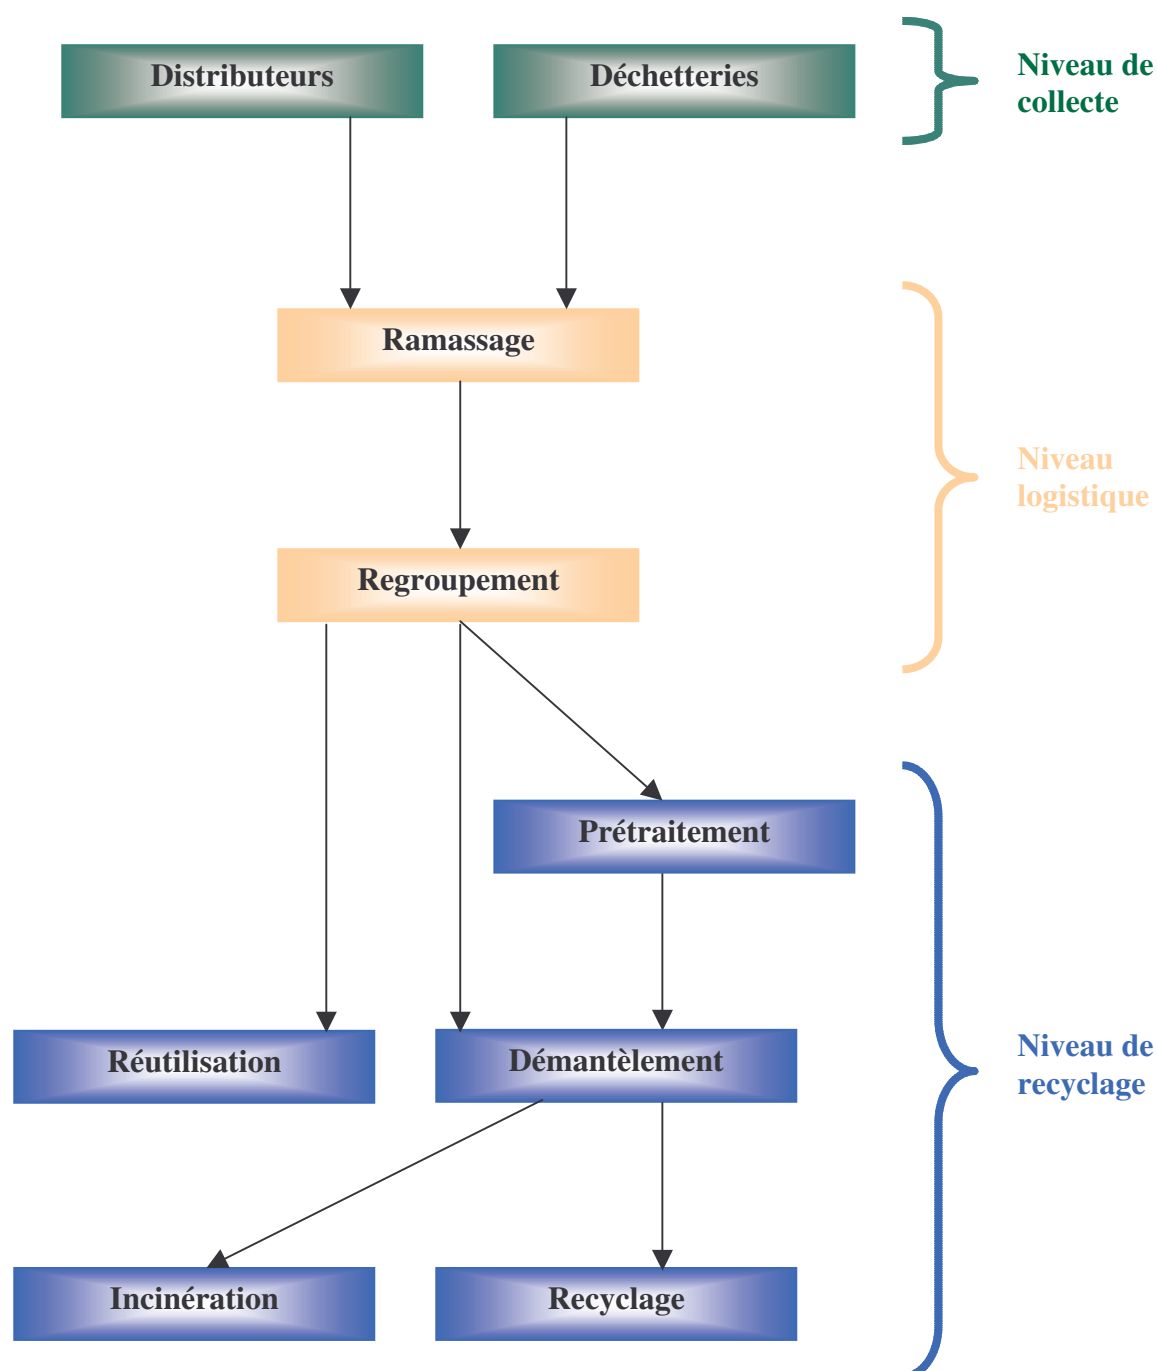 Distributeurs
Déchetteries
Niveau de
collecte
Ramassage
Niveau
logistique
Regroupement
Prétraitement
Réutilisation
Démantèlement
Niveau de
recyclage
Incinération
Recyclage